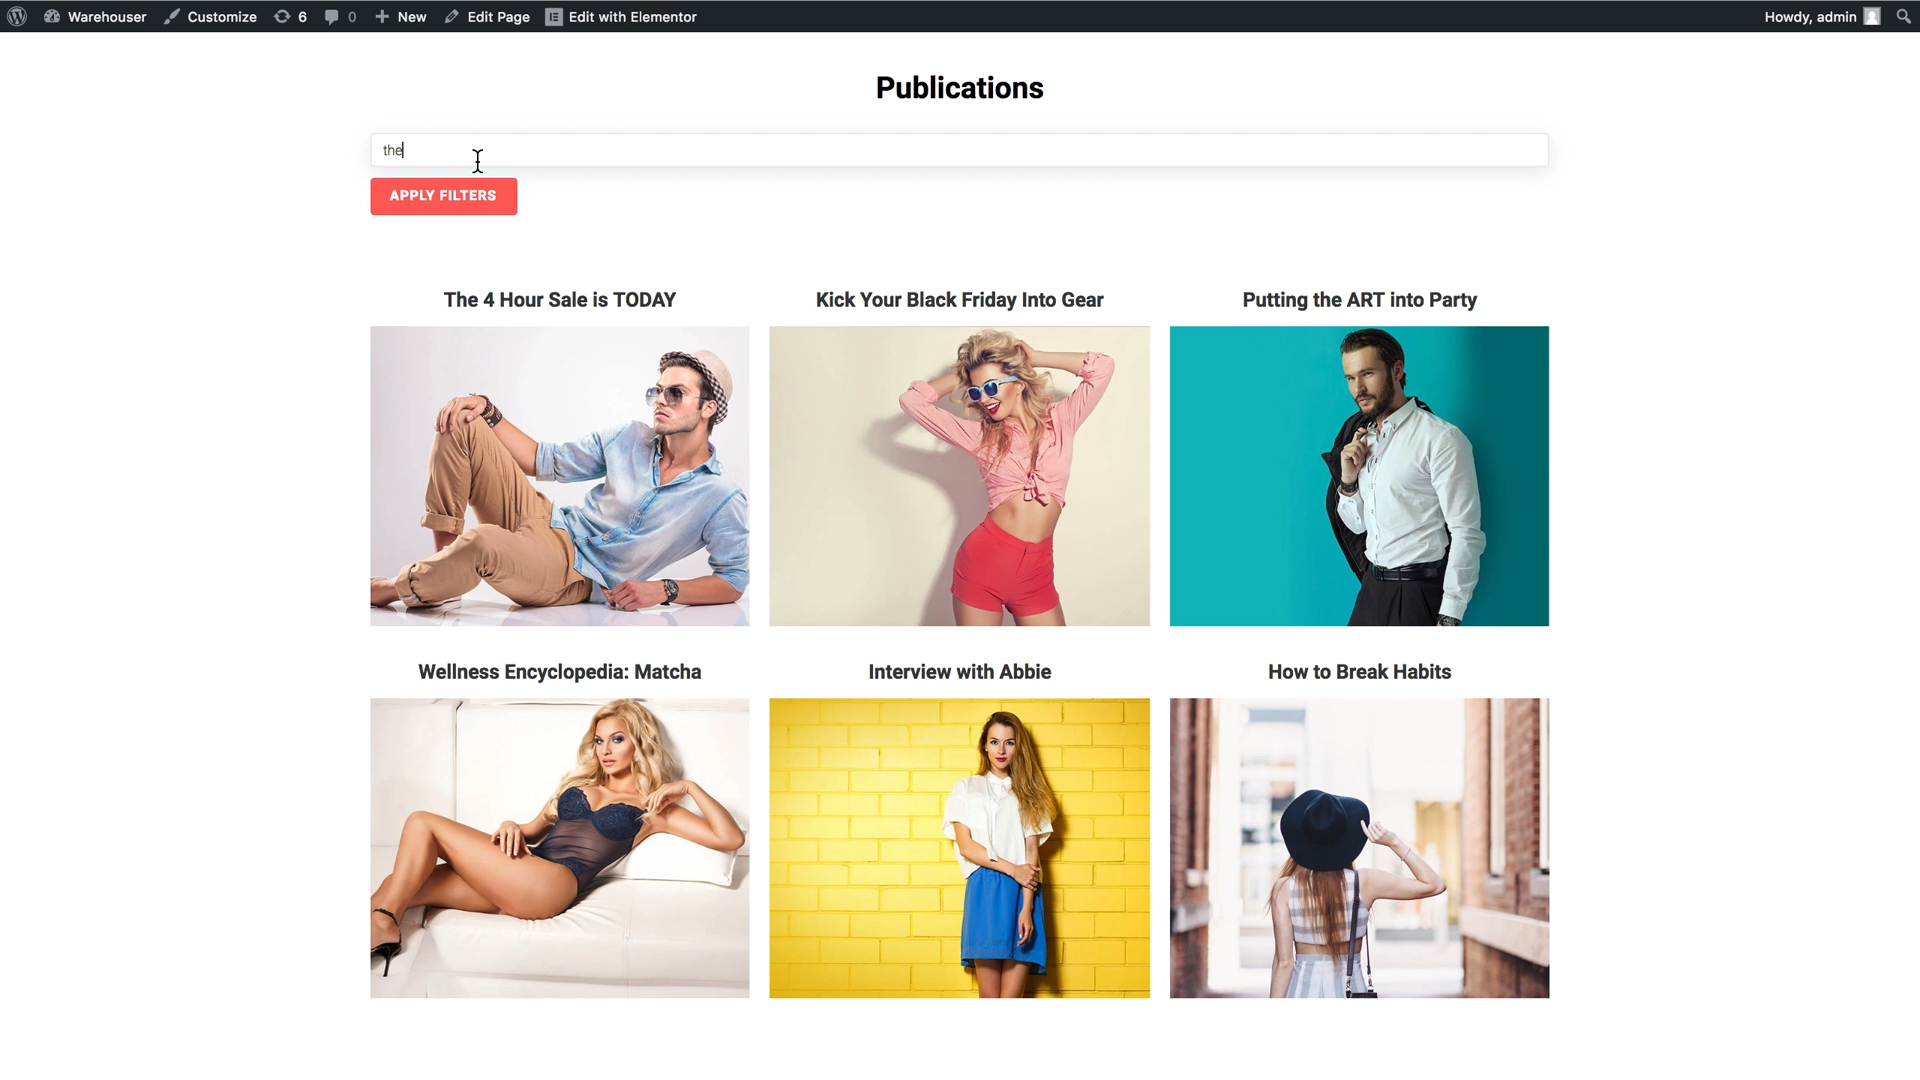 Warehouser Customize 6 0 New Edit Page Edit with Elementor Howdy, admin
Publications
the
APPLY FILTERS
The 4 Hour Sale is TODAY
Kick Your Black Friday Into Gear
Putting the ART into Party
Wellness Encyclopedia: Matcha
Interview with Abbie
How to Break Habits